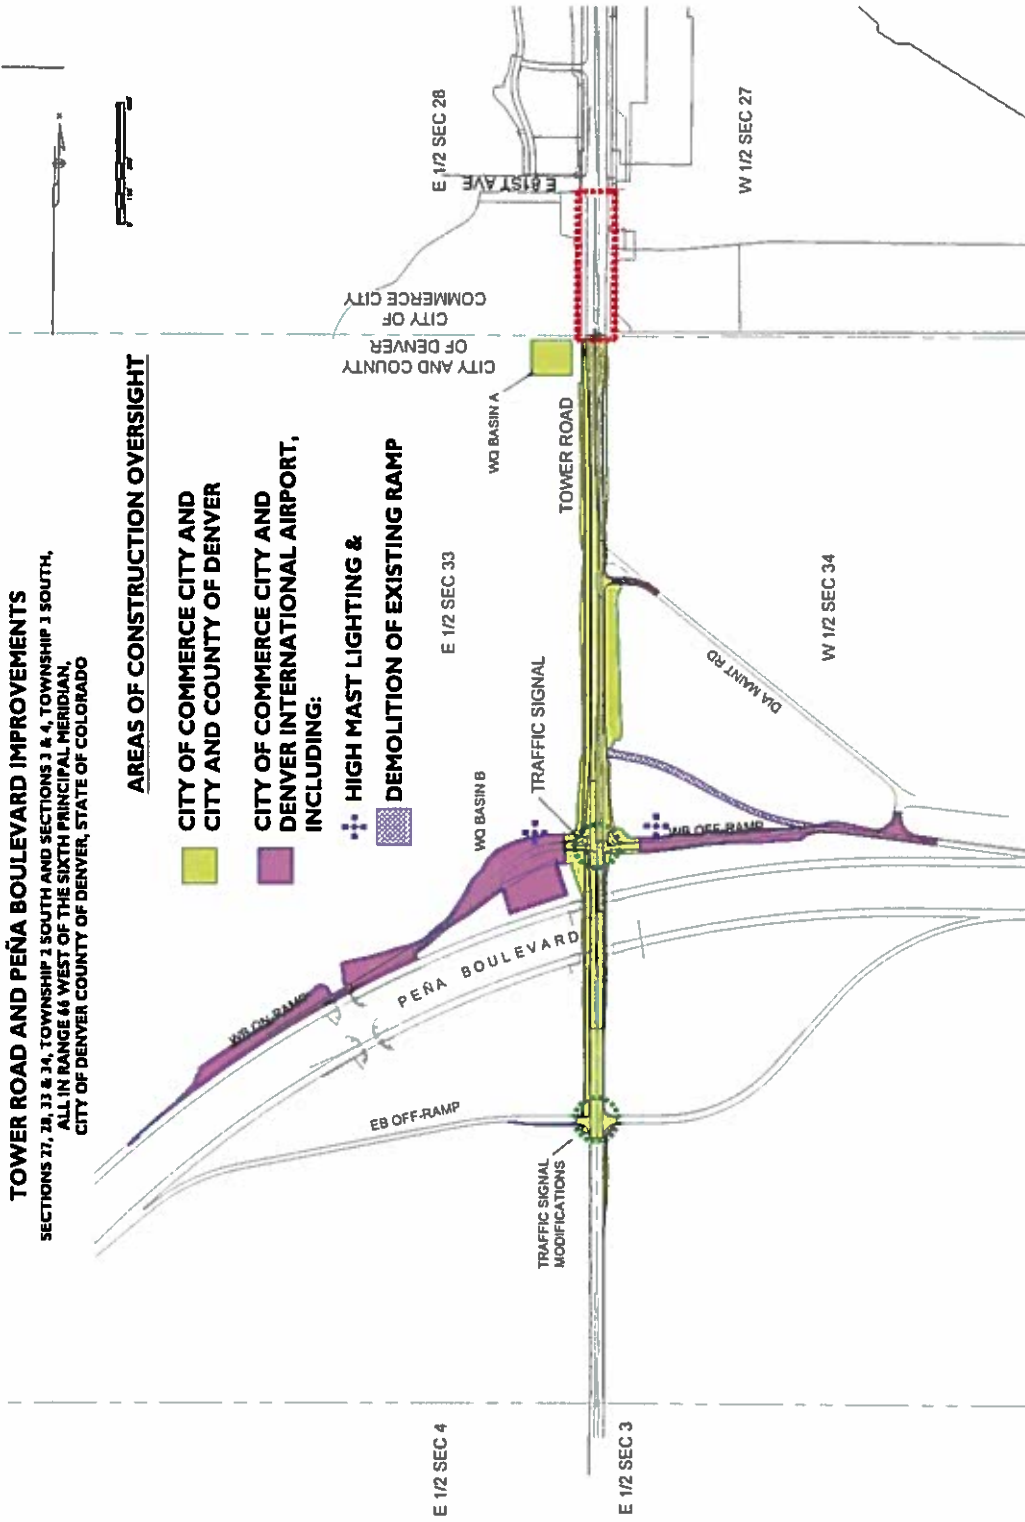 TOWER ROAD AND PEÑA BOULEVARD IMPROVEMENTS
SECTIONS 27, 28, 33 & 34, TOWNSHIP 2 SOUTH AND SECTIONS 3 & 4, TOWNSHIP 3 SOUTH,
ALL IN RANGE 66 WEST OF THE SIXTH PRINCIPAL MERIDIAN,
CITY OF DENVER COUNTY OF DENVER, STATE OF COLORADO
AREAS OF CONSTRUCTION OVERSIGHT
CITY OF COMMERCE CITY AND
CITY AND COUNTY OF DENVER
CITY OF COMMERCE CITY AND
DENVER INTERNATIONAL AIRPORT,
INCLUDING:
HIGH MAST LIGHTING &
DEMOLITION OF EXISTING RAMP
E 1/2 SEC 28
E 81ST AVE
W 1/2 SEC 27
CITY OF
COMMERCE CITY
CITY AND COUNTY
OF DENVER
WQ BASIN A
TOWER ROAD
E 1/2 SEC 33
W 1/2 SEC 34
DIA MAINT RD
TRAFFIC SIGNAL
WQ BASIN B
WB OFF-RAMP
PEÑA BOULEVARD
WB ON-RAMP
EB OFF-RAMP
TRAFFIC SIGNAL
MODIFICATIONS
E 1/2 SEC 4
E 1/2 SEC 3